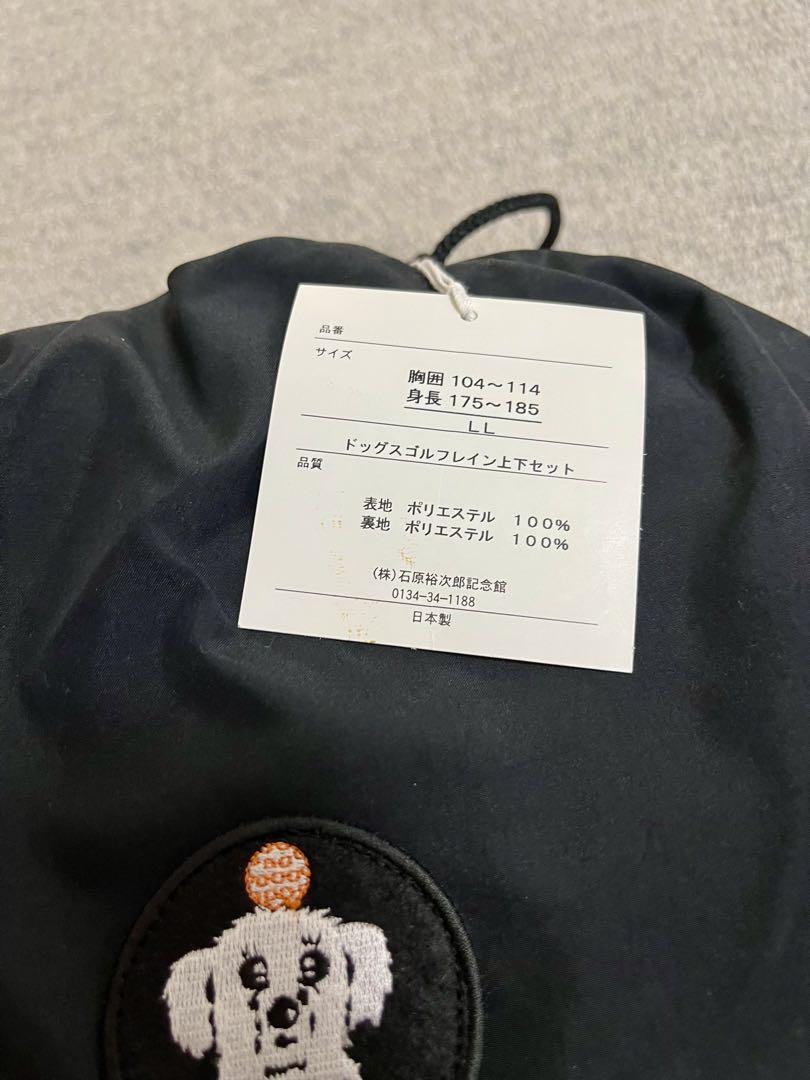 品番
サイズ
胸囲 104～114
身長 175～185
LL
ドッグスゴルフレイン上下セット
品質
表地 ポリエステル 100%
裏地 ポリエステル 100%
(株)石原裕次郎記念館
0134-34-1188
日本製